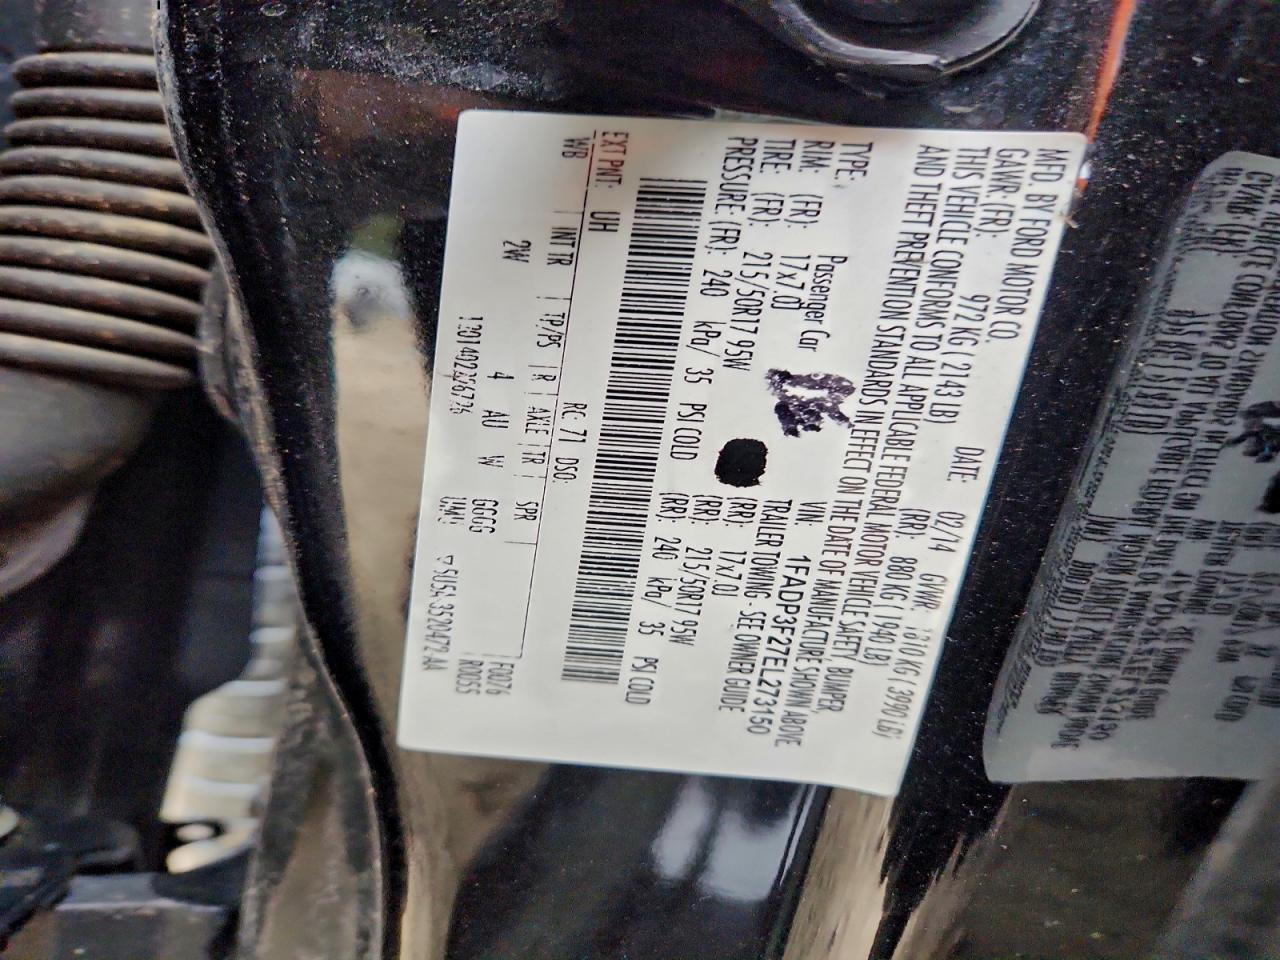 MFD. BY FORD MOTOR CO.
DATE: 02/14 GVWR: 1810 KG ( 3990 LB)
GAWR: (FR): 972 KG ( 2143 LB) (RR): 880 KG ( 1940 LB)
THIS VEHICLE CONFORMS TO ALL APPLICABLE FEDERAL MOTOR VEHICLE SAFETY, BUMPER,
AND THEFT PREVENTION STANDARDS IN EFFECT ON THE DATE OF MANUFACTURE SHOWN ABOVE
VIN: 1FADP3F27EL273150
TYPE: Passenger Car TRAILER TOWING - SEE OWNER GUIDE
RIM: (FR): 17x7.0J (RR): 17x7.0J
TIRE: (FR): 215/50R17 95W (RR): 215/50R17 95W
PRESSURE (FR): 240 kPa/ 35 PSI COLD (RR): 240 kPa/ 35 PSI COLD
EXT PNT: UH RC: 71 DSO: F0076
WB INT TR TP/PS R AXLE TR SPR R0055
2W 4 AU W GGGG
▽5U5A-3520472-AA